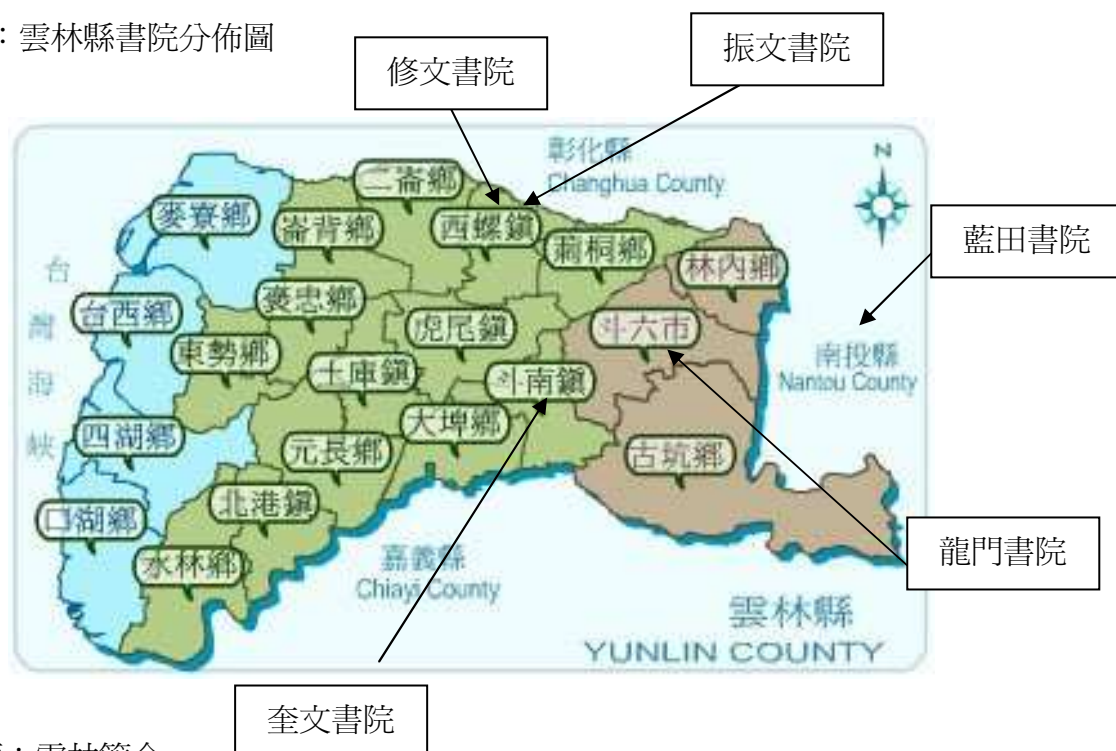 ：雲林縣書院分佈圖
修文書院
振文書院
彰化縣
Changhua County
N
二崙鄉
麥寮鄉
崙背鄉
西螺鎮
莿桐鄉
林內鄉
藍田書院
台灣海峽
台西鄉
褒忠鄉
虎尾鎮
斗六市
東勢鄉
土庫鎮
斗南鎮
南投縣
Nantou County
四湖鄉
元長鄉
大埤鄉
古坑鄉
北港鎮
口湖鄉
水林鄉
嘉義縣
Chiayi County
龍門書院
雲林縣
YUNLIN COUNTY
奎文書院